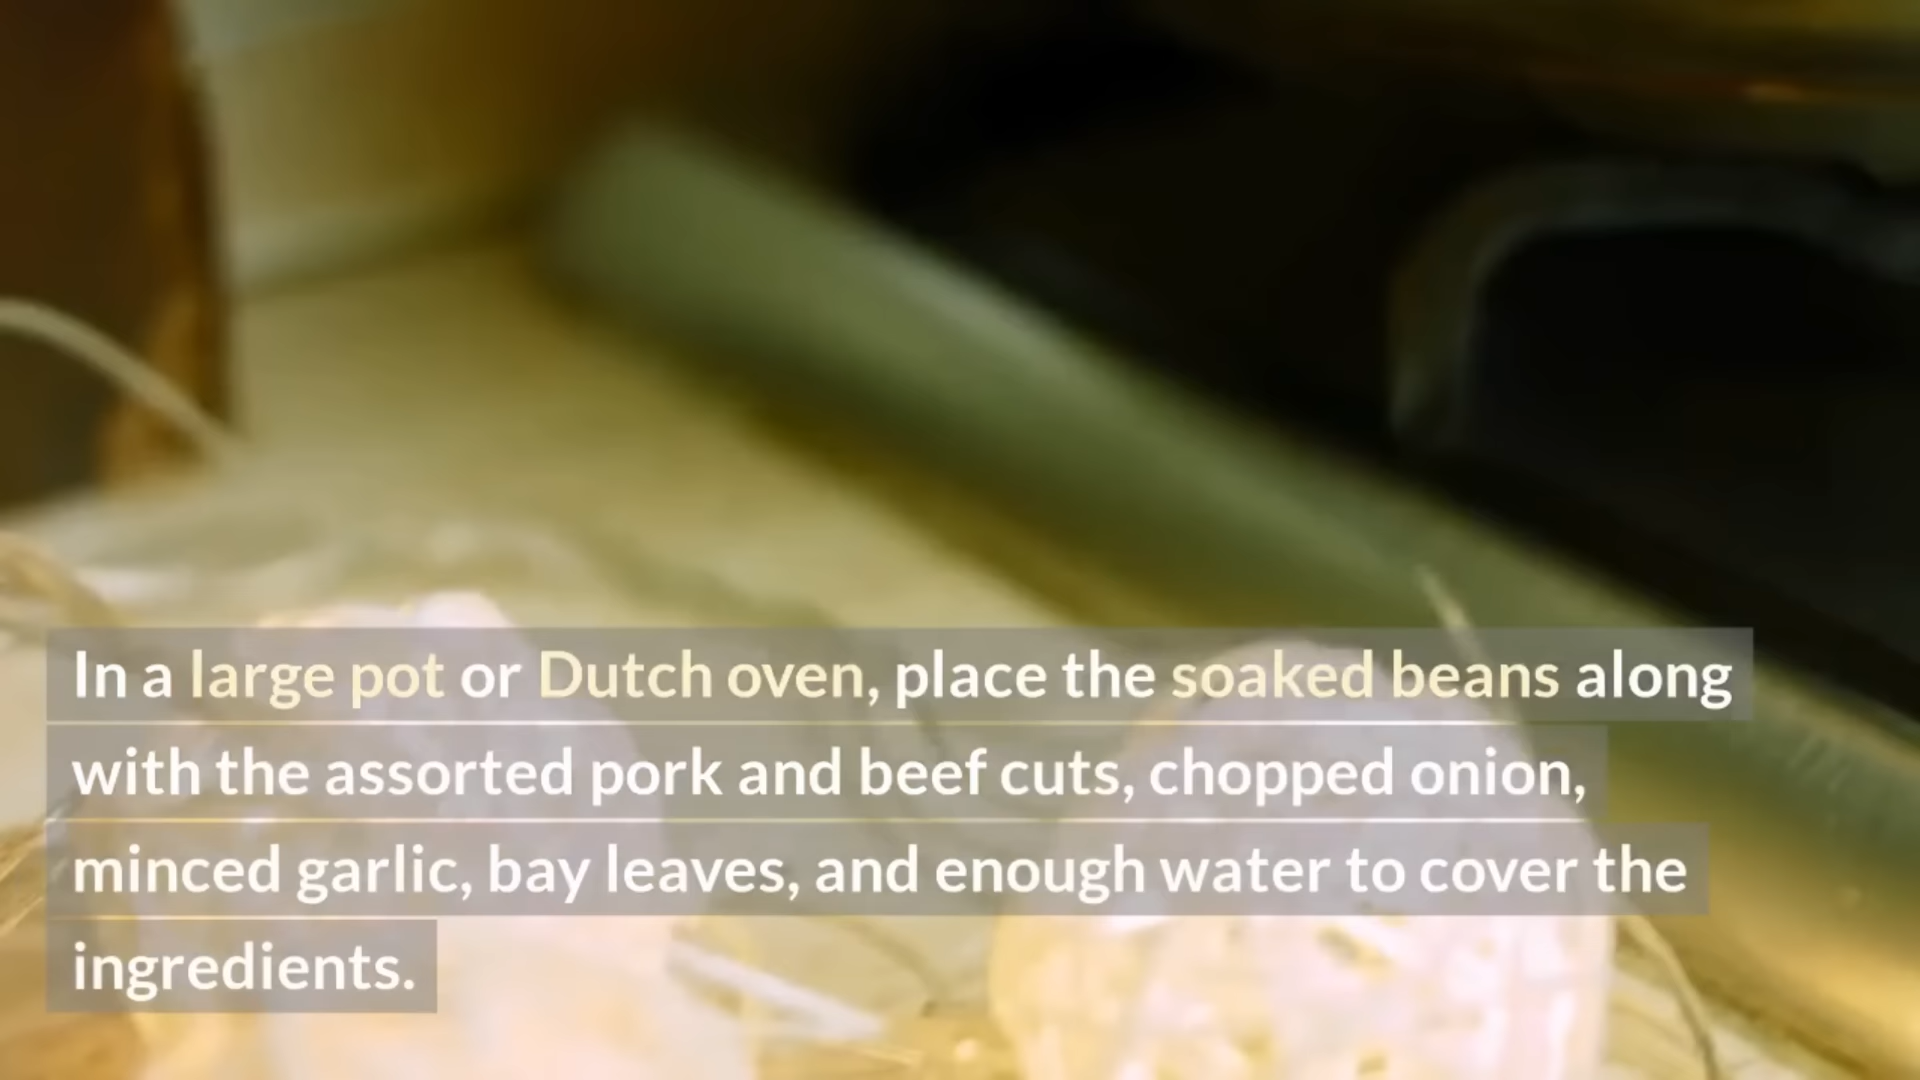 In a large pot or Dutch oven, place the soaked beans along
with the assorted pork and beef cuts, chopped onion,
minced garlic, bay leaves, and enough water to cover the
ingredients.